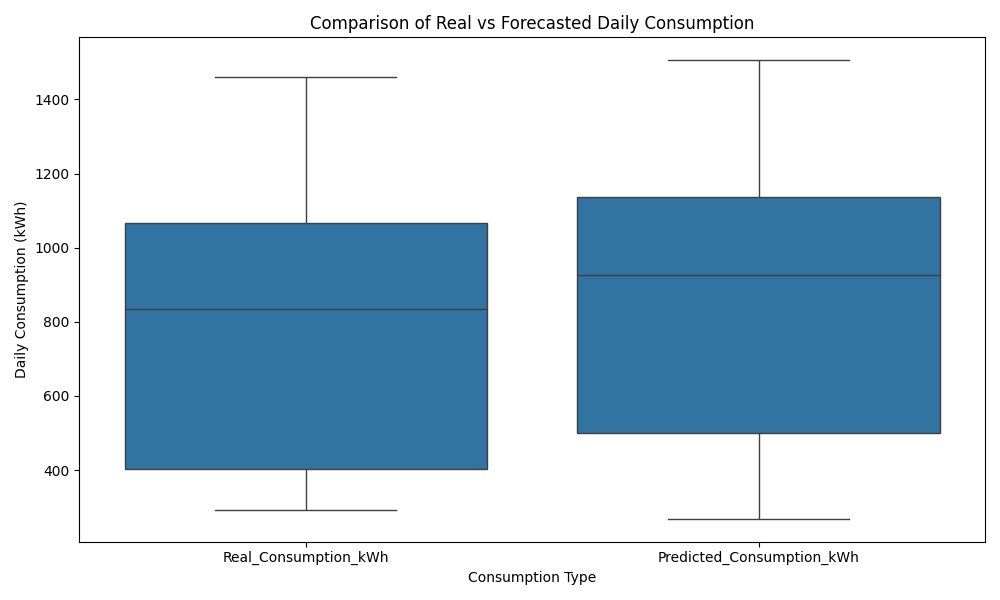 Comparison of Real vs Forecasted Daily Consumption
Daily Consumption (kWh)
1400
1200
1000
800
600
400
Real_Consumption_kWh
Predicted_Consumption_kWh
Consumption Type